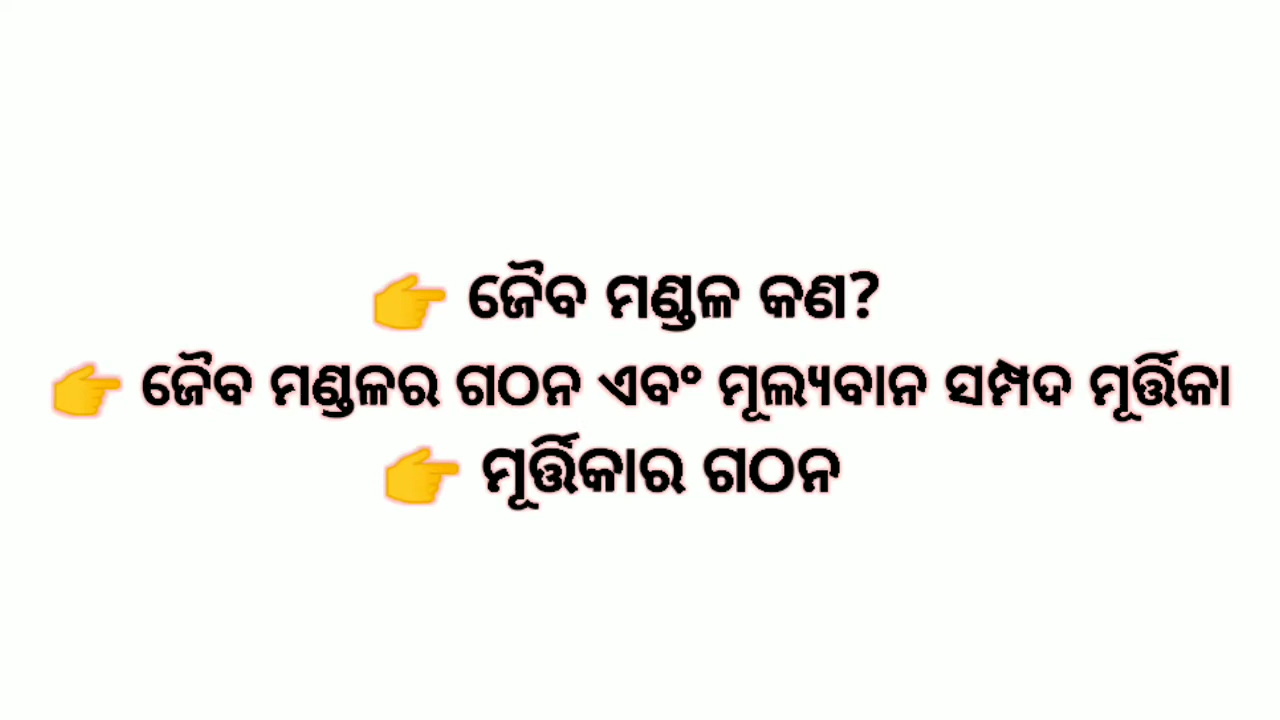 👉 ଜୈବ ମଣ୍ଡଳ କଣ?
👉 ଜୈବ ମଣ୍ଡଳର ଗଠନ ଏବଂ ମୂଲ୍ୟବାନ ସମ୍ପଦ ମୂର୍ତ୍ତିକା
👉 ମୂର୍ତ୍ତିକାର ଗଠନ